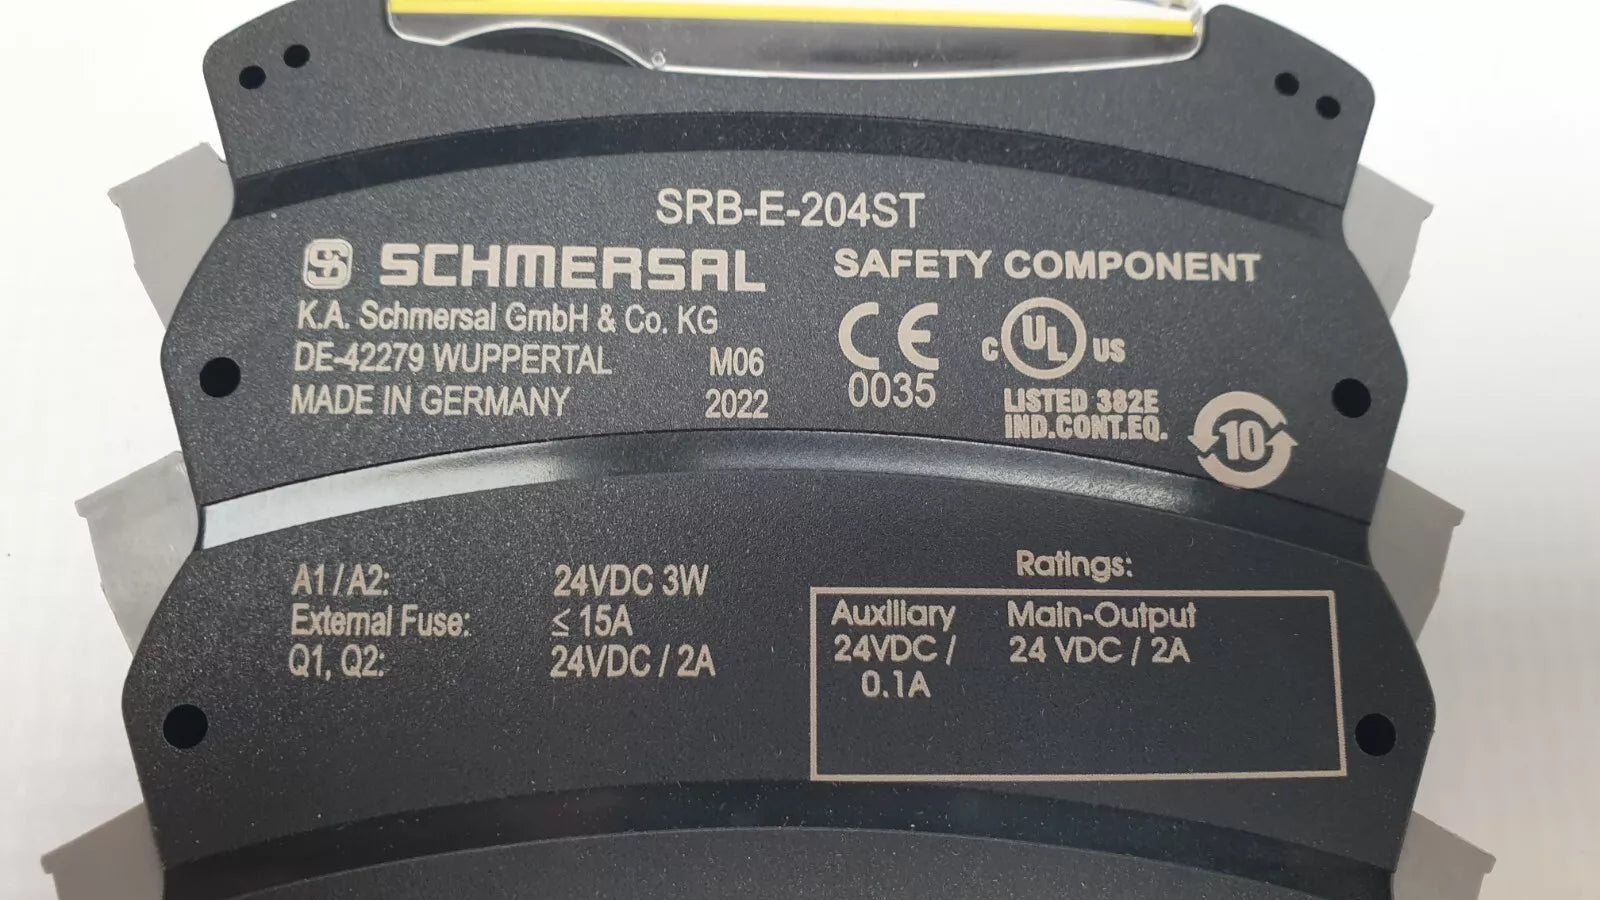 SRB-E-204ST
SCHMERSAL
K.A. Schmersal GmbH & Co. KG
DE-42279 WUPPERTAL M06
MADE IN GERMANY 2022
SAFETY COMPONENT
CE
0035
C UL US
LISTED 382E
IND.CONT.EQ.
10
A1 / A2: 24VDC 3W
External Fuse: ≤ 15A
Q1, Q2: 24VDC / 2A
Ratings:
Auxiliary Main-Output
24VDC / 24 VDC / 2A
0.1A